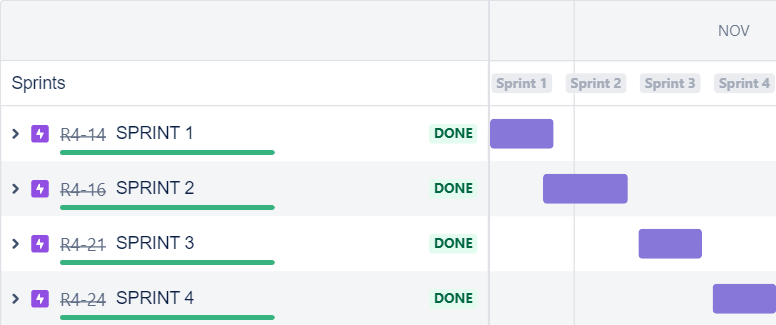 NOV
Sprints Sprint 1 Sprint 2 Sprint 3 Sprint 4
R4-14 SPRINT 1 DONE
R4-16 SPRINT 2 DONE
R4-21 SPRINT 3 DONE
R4-24 SPRINT 4 DONE